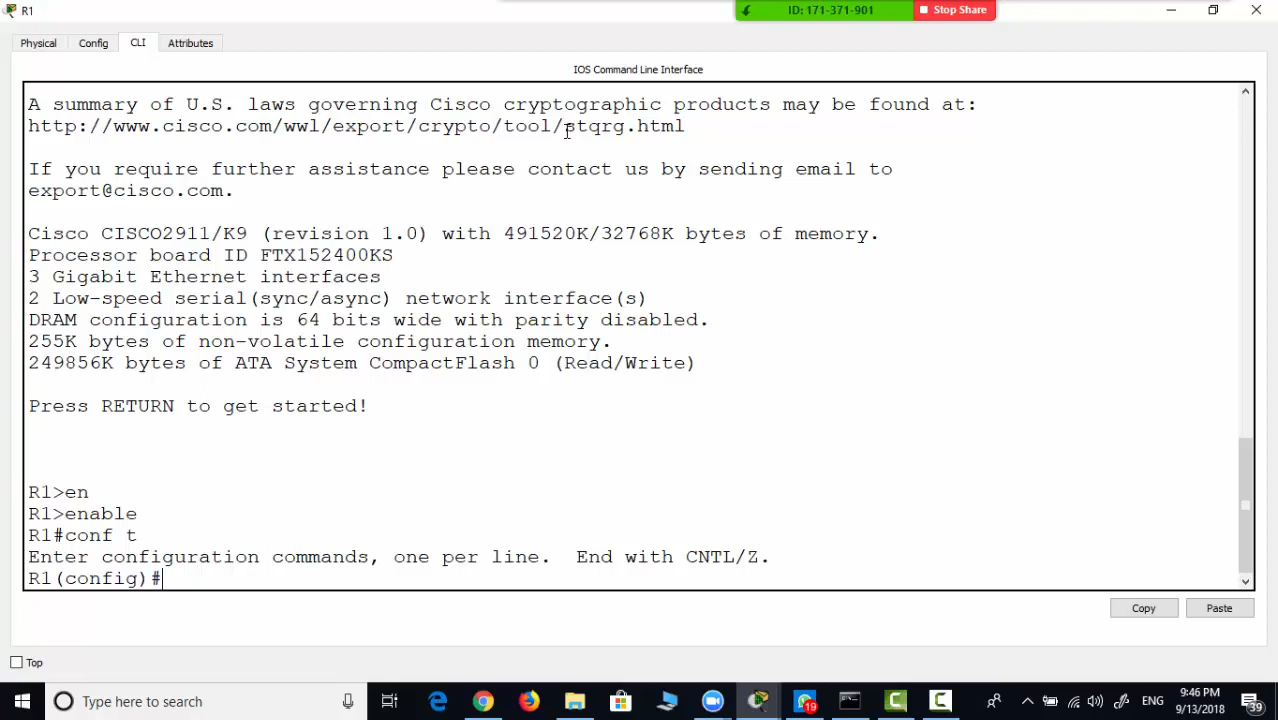 R1
ID: 171-371-901
Stop Share
Physical
Config
CLI
Attributes
IOS Command Line Interface
A summary of U.S. laws governing Cisco cryptographic products may be found at:
http://www.cisco.com/wwl/export/crypto/tool/stqrg.html
If you require further assistance please contact us by sending email to
export@cisco.com.
Cisco CISCO2911/K9 (revision 1.0) with 491520K/32768K bytes of memory.
Processor board ID FTX152400KS
3 Gigabit Ethernet interfaces
2 Low-speed serial(sync/async) network interface(s)
DRAM configuration is 64 bits wide with parity disabled.
255K bytes of non-volatile configuration memory.
249856K bytes of ATA System CompactFlash 0 (Read/Write)
Press RETURN to get started!
R1>en
R1>enable
R1#conf t
Enter configuration commands, one per line.  End with CNTL/Z.
R1(config)#
Copy
Paste
Top
Type here to search
19
ENG
9:46 PM
9/13/2018
39